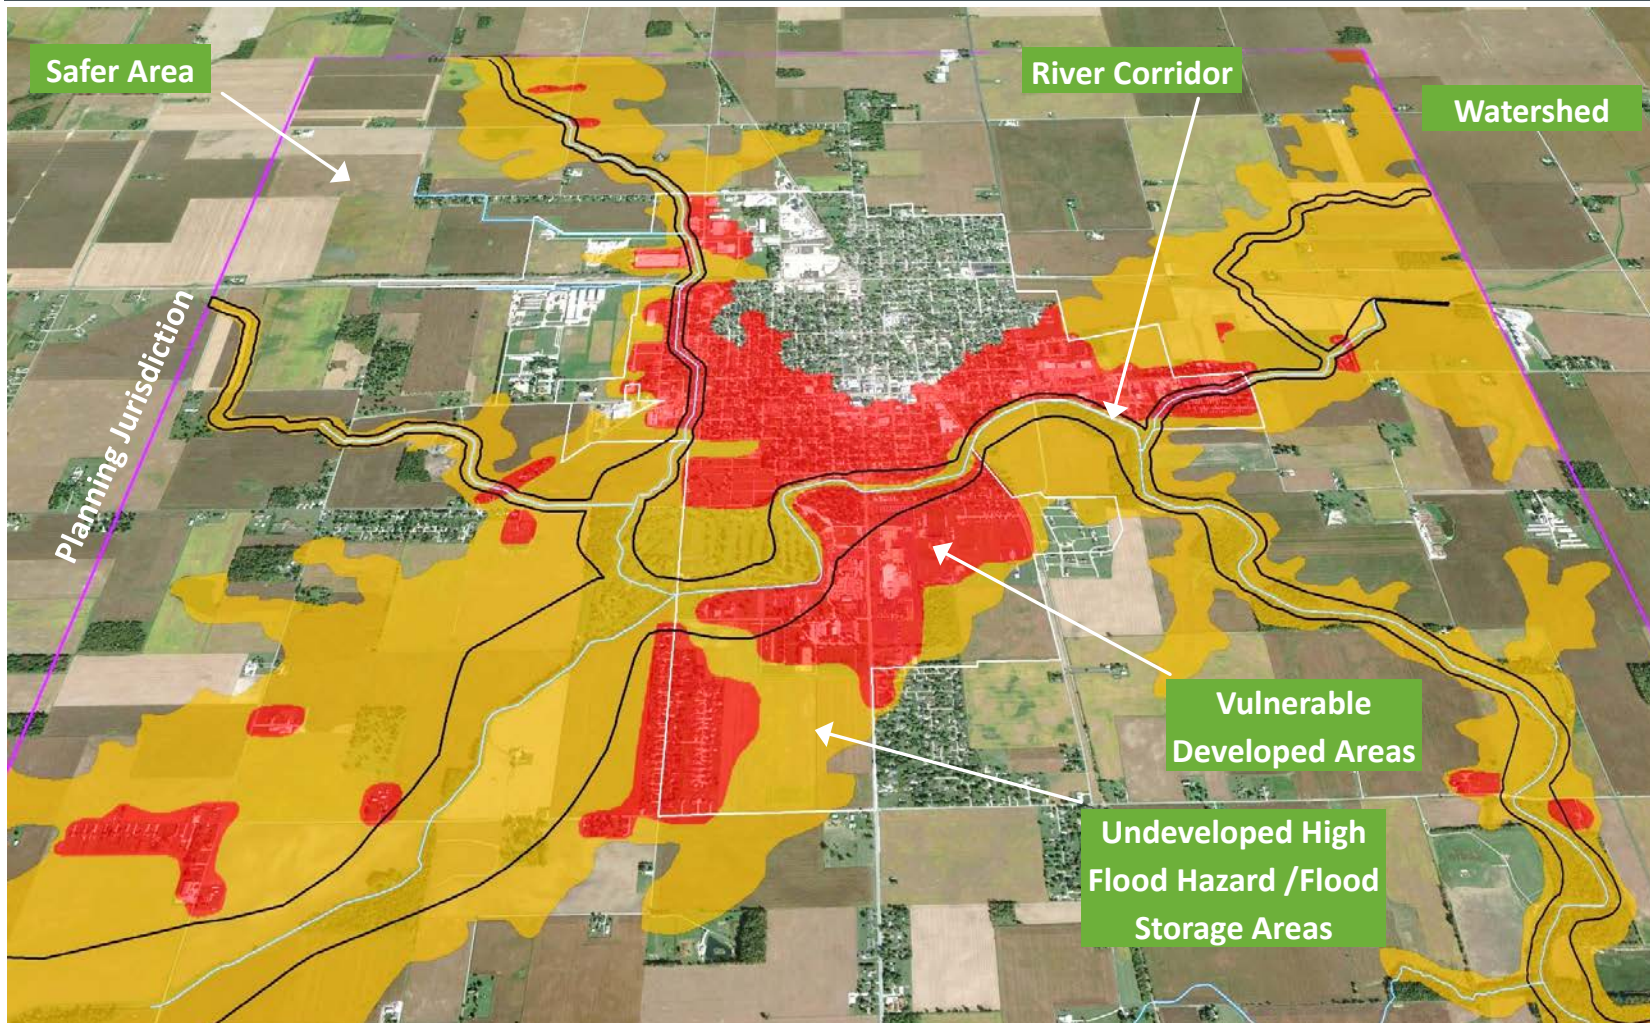 Safer Area
River Corridor
Watershed
Planning Jurisdiction
Vulnerable
Developed Areas
Undeveloped High
Flood Hazard /Flood
Storage Areas